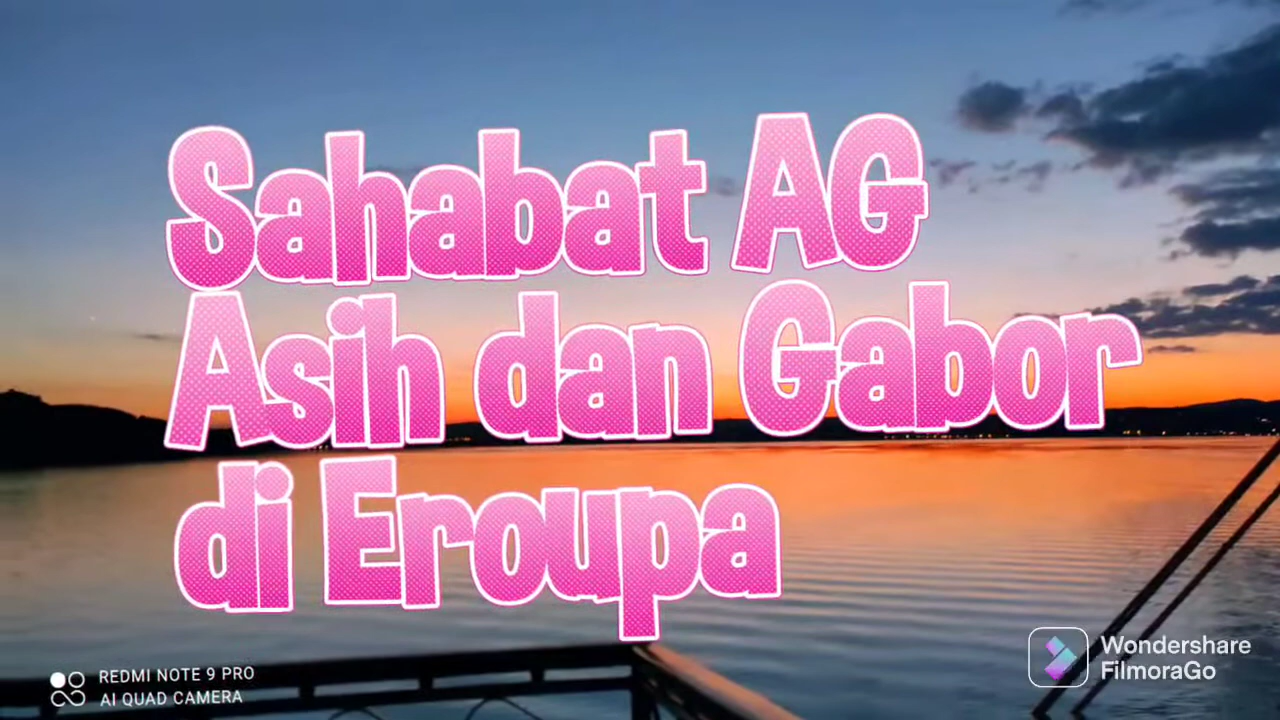 Sahabat AG
Asih dan Gabor
di Eroupa
REDMI NOTE 9 PRO
AI QUAD CAMERA
Wondershare
FilmoraGo